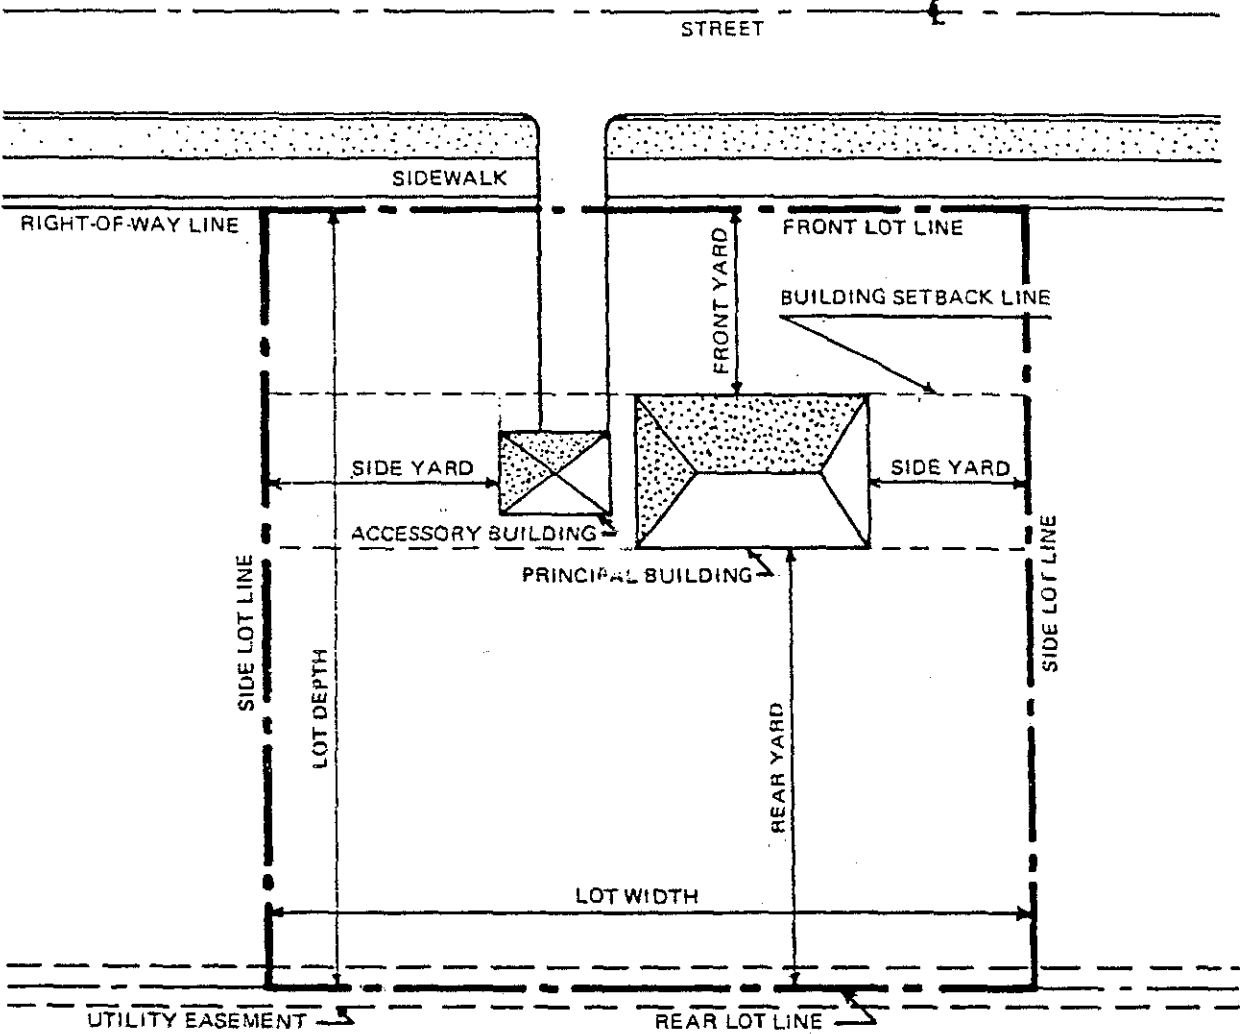 STREET
SIDEWALK
RIGHT-OF-WAY LINE
FRONT LOT LINE
FRONT YARD
BUILDING SETBACK LINE
SIDE YARD
SIDE YARD
ACCESSORY BUILDING
PRINCIPAL BUILDING
SIDE LOT LINE
SIDE LOT LINE
LOT DEPTH
REAR YARD
LOT WIDTH
UTILITY EASEMENT
REAR LOT LINE